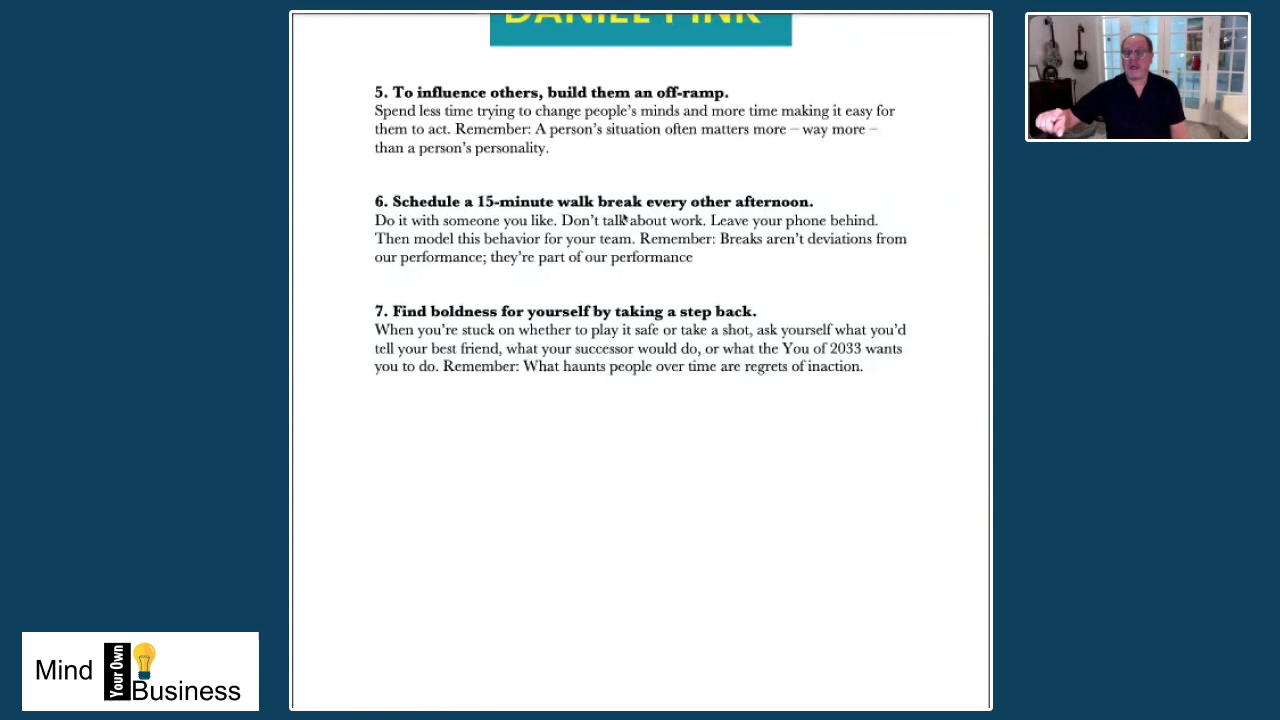 DANIEL PINK
5. To influence others, build them an off-ramp.
Spend less time trying to change people's minds and more time making it easy for
them to act. Remember: A person's situation often matters more – way more –
than a person's personality.
6. Schedule a 15-minute walk break every other afternoon.
Do it with someone you like. Don't talk about work. Leave your phone behind.
Then model this behavior for your team. Remember: Breaks aren't deviations from
our performance; they're part of our performance
7. Find boldness for yourself by taking a step back.
When you're stuck on whether to play it safe or take a shot, ask yourself what you'd
tell your best friend, what your successor would do, or what the You of 2033 wants
you to do. Remember: What haunts people over time are regrets of inaction.
Mind Your Own
Business